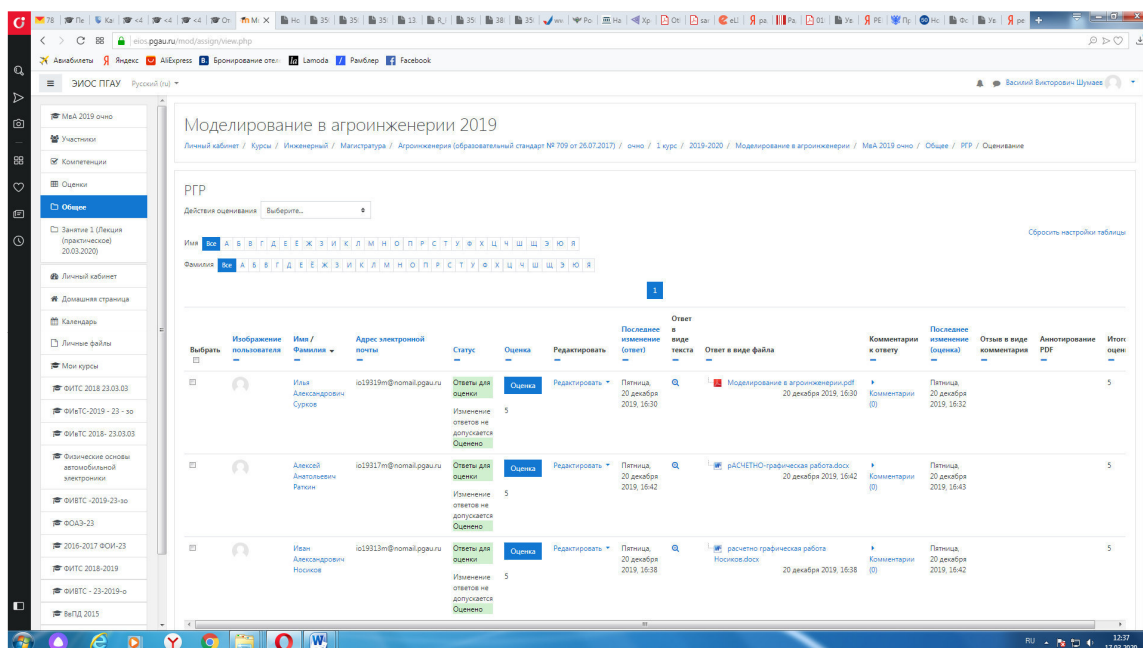 eios.pgau.ru/mod/assign/view.php
Авиабилеты Яндекс AliExpress Бронирование отел Lamoda Рамблер Facebook
ЭИОС ПГАУ Русский (ru)
Василий Викторович Шумаев
МвА 2019 очно
Участники
Компетенции
Оценки
Общее
Занятие 1 (Лекция
(практическое)
20.03.2020)
Личный кабинет
Домашняя страница
Календарь
Личные файлы
Мои курсы
ФИТС 2018 23.03.03
ФИвТС-2019 - 23 - зо
ФИвТС 2018- 23.03.03
Физические основы
автомобильной
электроники
ФИВТС -2019-23-зо
ФОАЭ-23
2016-2017 ФОИ-23
ФИТС 2018-2019
ФИВТС - 23-2019-о
ВвПД 2015
Моделирование в агроинженерии 2019
Личный кабинет / Курсы / Инженерный / Магистратура / Агроинженерия (образовательный стандарт № 709 от 26.07.2017) / очно / 1 курс / 2019-2020 / Моделирование в агроинженерии / МвА 2019 очно / Общее / РГР / Оценивание
РГР
Действия оценивания Выберите...
Сбросить настройки таблицы
Имя Все А Б В Г Д Е Ё Ж З И К Л М Н О П Р С Т У Ф Х Ц Ч Ш Щ Э Ю Я
Фамилия Все А Б В Г Д Е Ё Ж З И К Л М Н О П Р С Т У Ф Х Ц Ч Ш Щ Э Ю Я
1
Выбрать
Изображение
пользователя
Имя /
Фамилия
Адрес электронной
почты
Статус
Оценка
Редактировать
Последнее
изменение
(ответ)
Ответ
в
виде
текста
Ответ в виде файла
Комментарии
к ответу
Последнее
изменение
(оценка)
Отзыв в виде
комментария
Аннотирование
PDF
Илья
Александрович
Сурков
io19319m@nomail.pgau.ru
Ответы для
оценки
Изменение
ответов не
допускается
Оценено
Оценка
5
Редактировать
Пятница,
20 декабря
2019, 16:30
Моделирование в агроинженерии.pdf
20 декабря 2019, 16:30
Комментарии
(0)
Пятница,
20 декабря
2019, 16:32
5
Алексей
Анатольевич
Раткин
io19317m@nomail.pgau.ru
Ответы для
оценки
Изменение
ответов не
допускается
Оценено
Оценка
5
Редактировать
Пятница,
20 декабря
2019, 16:42
рАСЧЕТНО-графическая работа.docx
20 декабря 2019, 16:42
Комментарии
(0)
Пятница,
20 декабря
2019, 16:43
5
Иван
Александрович
Носиков
io19313m@nomail.pgau.ru
Ответы для
оценки
Изменение
ответов не
допускается
Оценено
Оценка
5
Редактировать
Пятница,
20 декабря
2019, 16:38
расчетно графическая работа
Носиков.docx
20 декабря 2019, 16:38
Комментарии
(0)
Пятница,
20 декабря
2019, 16:42
5
RU
12:37
17.03.2020